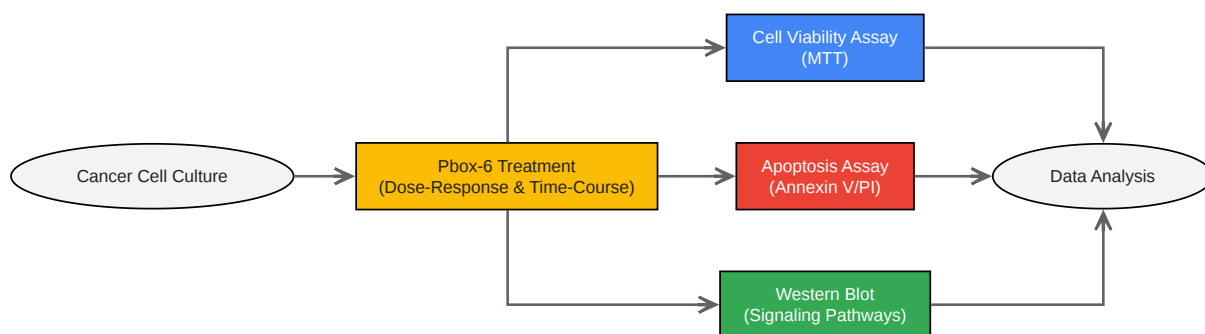 Cell Viability Assay
(MTT)
Cancer Cell Culture
Pbox-6 Treatment
(Dose-Response & Time-Course)
Apoptosis Assay
(Annexin V/PI)
Data Analysis
Western Blot
(Signaling Pathways)